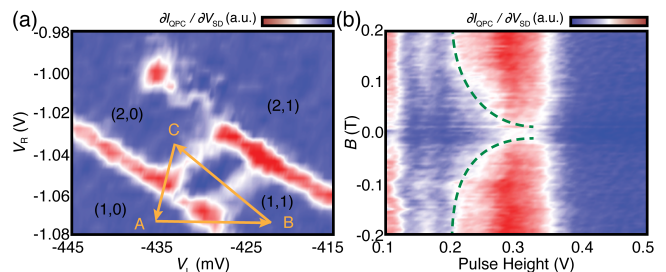 (a)
∂I_QPC / ∂V_SD (a.u.)
-0.98
-1.00
-1.02
-1.04
-1.06
-1.08
V_R (V)
(2,0)
(2,1)
C
(1,0)
(1,1)
A
B
-445
-435
-425
-415
V_L (mV)
(b)
∂I_QPC / ∂V_SD (a.u.)
0.2
0.1
0.0
-0.1
-0.2
B (T)
0.1
0.2
0.3
0.4
0.5
Pulse Height (V)